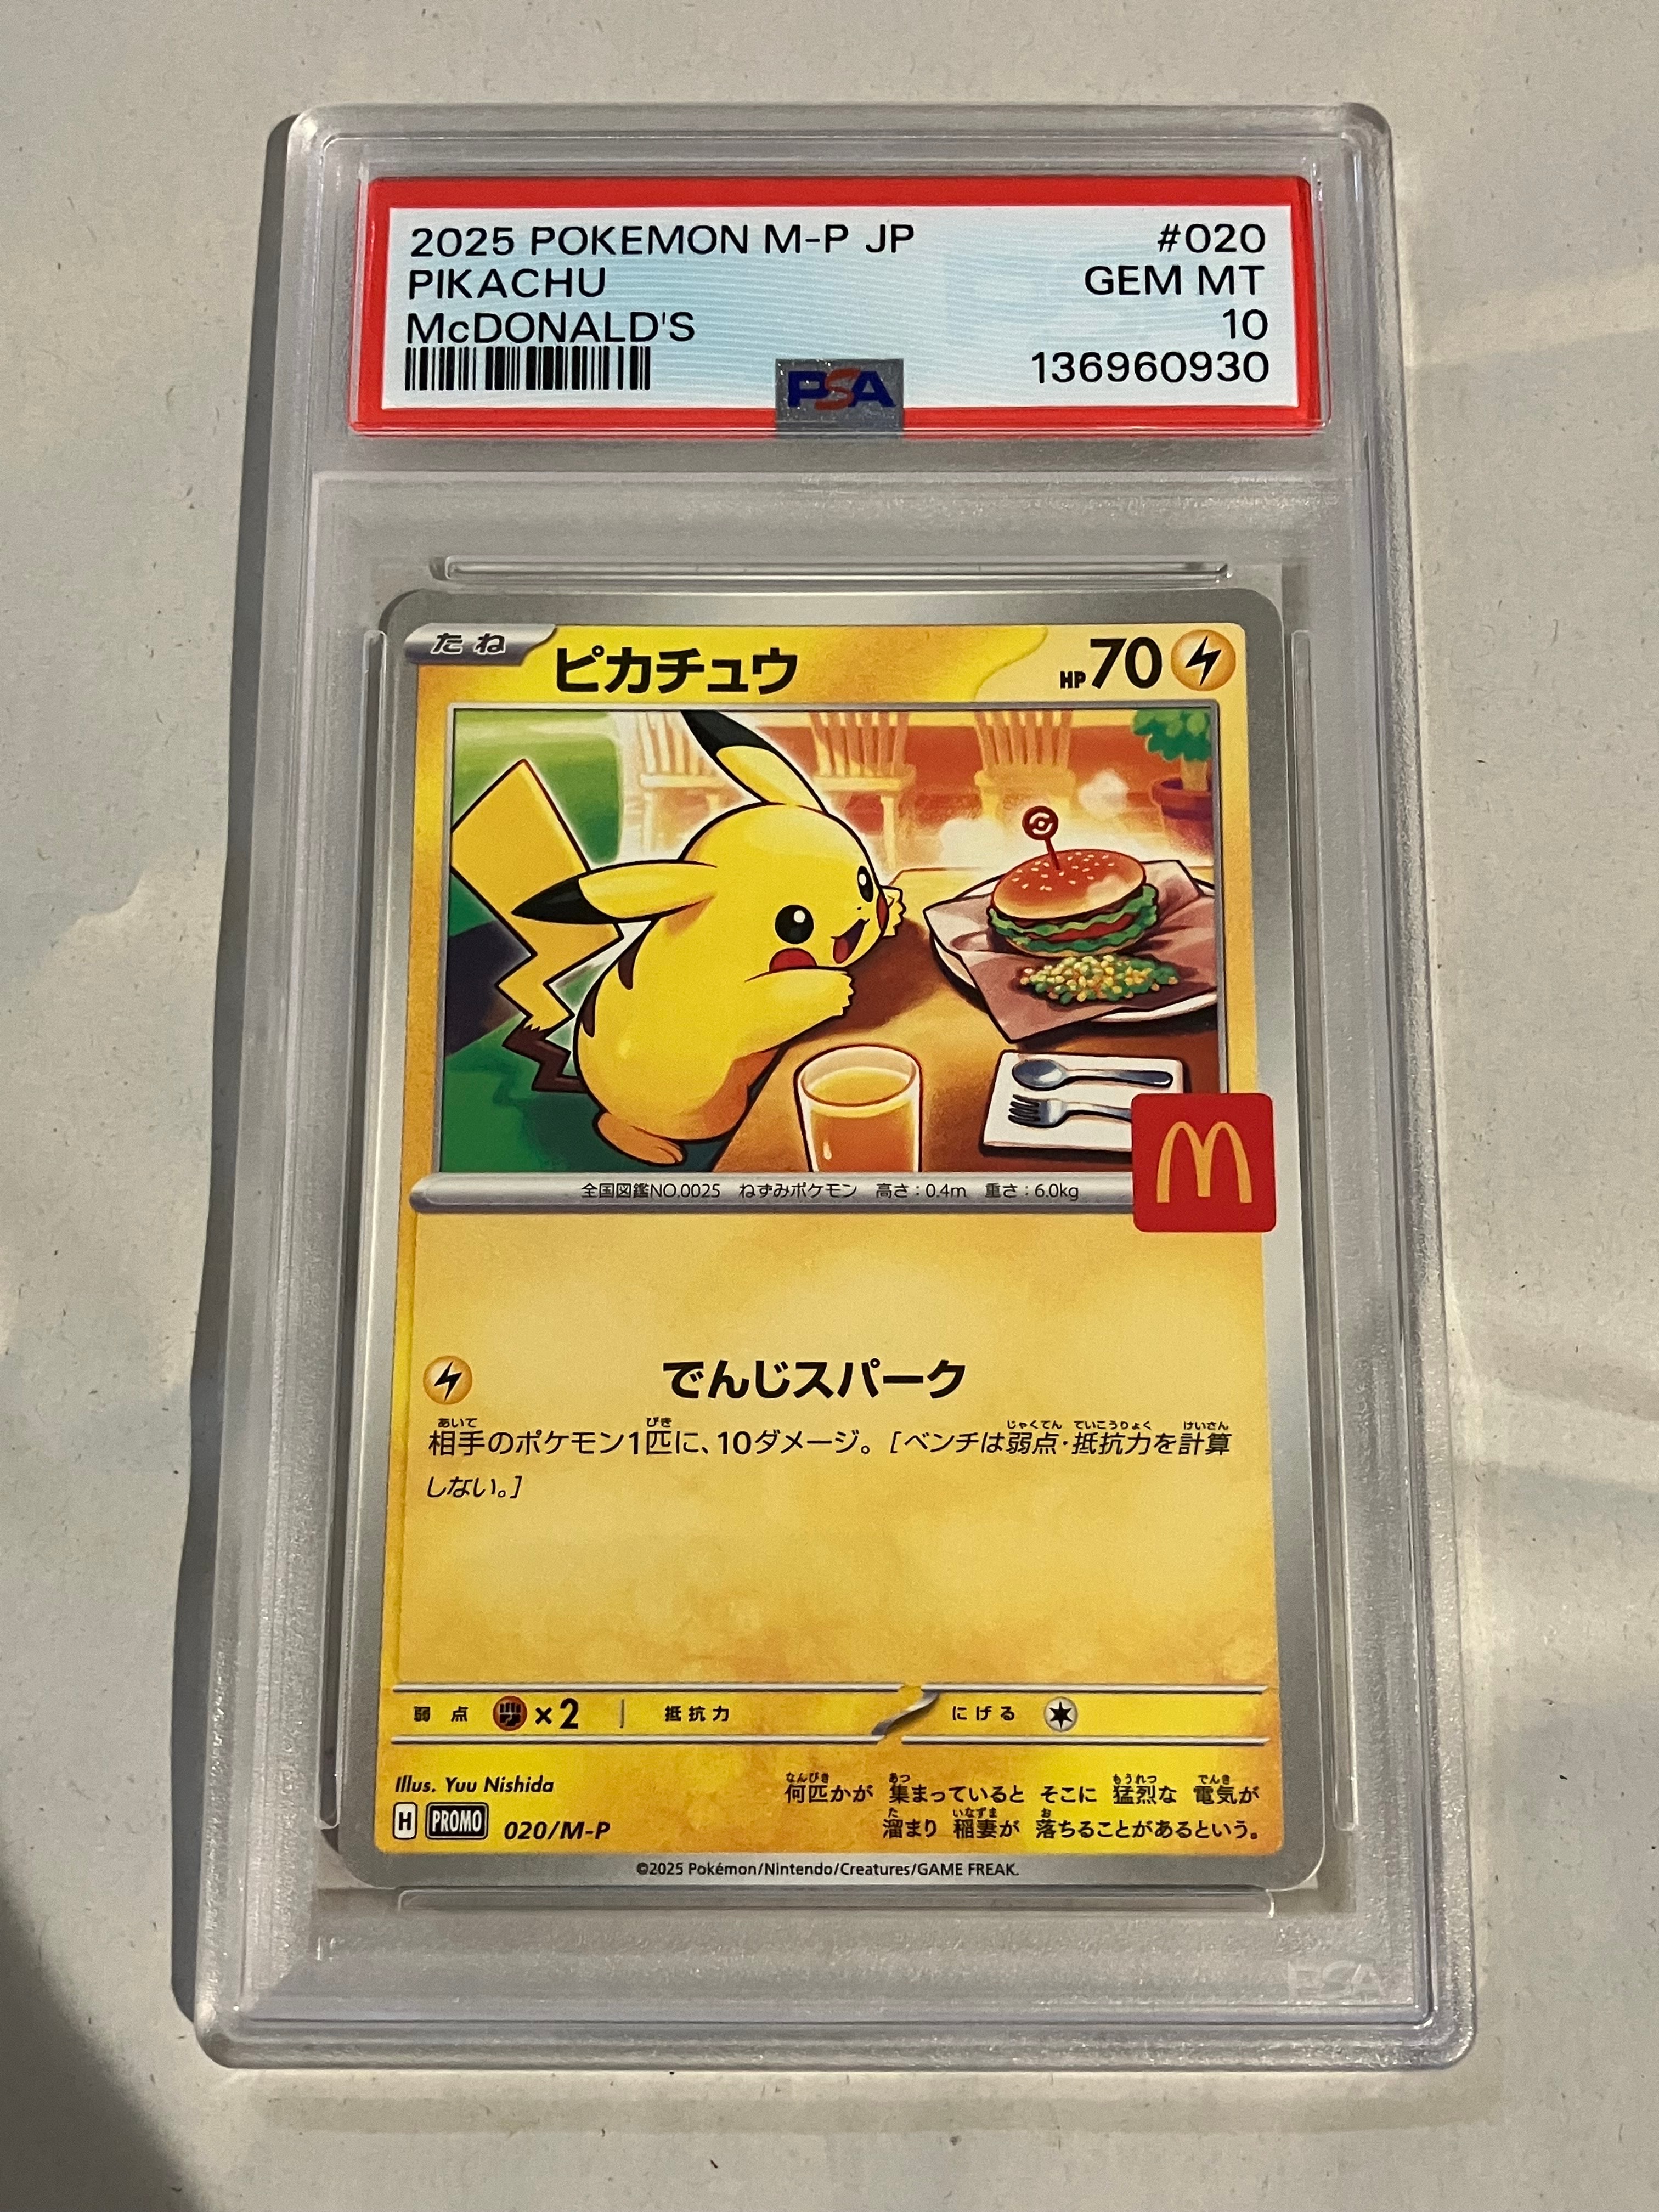 2025 POKEMON M-P JP #020
PIKACHU GEM MT
McDONALD'S 10
136960930
PSA
たね ピカチュウ HP70
全国図鑑NO.0025 ねずみポケモン 高さ:0.4m 重さ:6.0kg
でんじスパーク
相手のポケモン1匹に、10ダメージ。[ベンチは弱点・抵抗力を計算
しない。]
弱点 ×2 抵抗力 にげる
Illus. Yuu Nishida
何匹かが 集まっていると そこに 猛烈な 電気が
溜まり 稲妻が 落ちることがあるという。
H PROMO 020/M-P
©2025 Pokémon/Nintendo/Creatures/GAME FREAK.
PSA